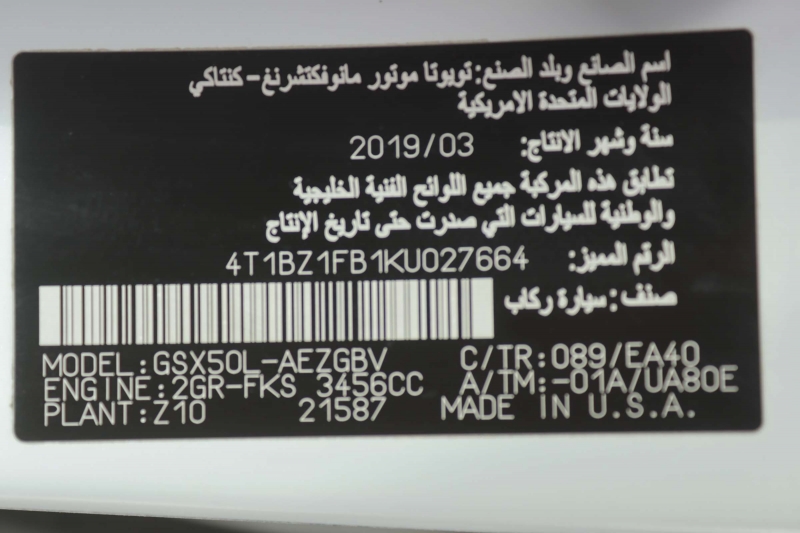 اسم الصانع وبلد الصنع: تويوتا موتور مانوفكتشرنغ - كنتاكي
الولايات المتحدة الامريكية
سنة وشهر الانتاج: 2019/03
تطابق هذه المركبة جميع اللوائح الفنية الخليجية
والوطنية للسيارات التي صدرت حتى تاريخ الإنتاج
الرقم المميز: 4T1BZ1FB1KU027664
صنف: سيارة ركاب
MODEL:GSX50L-AEZGBV C/TR:089/EA40
ENGINE:2GR-FKS 3456CC A/TM:-01A/UA80E
PLANT:Z10 21587 MADE IN U.S.A.